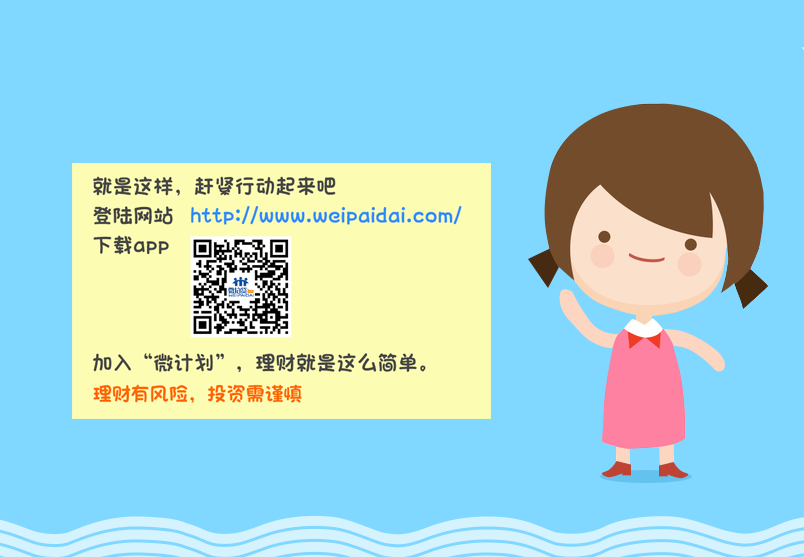 就是这样，赶紧行动起来吧
登陆网站 http://www.weipaidai.com/
下载app
WEIPAIDAI
加入“微计划”，理财就是这么简单。
理财有风险，投资需谨慎